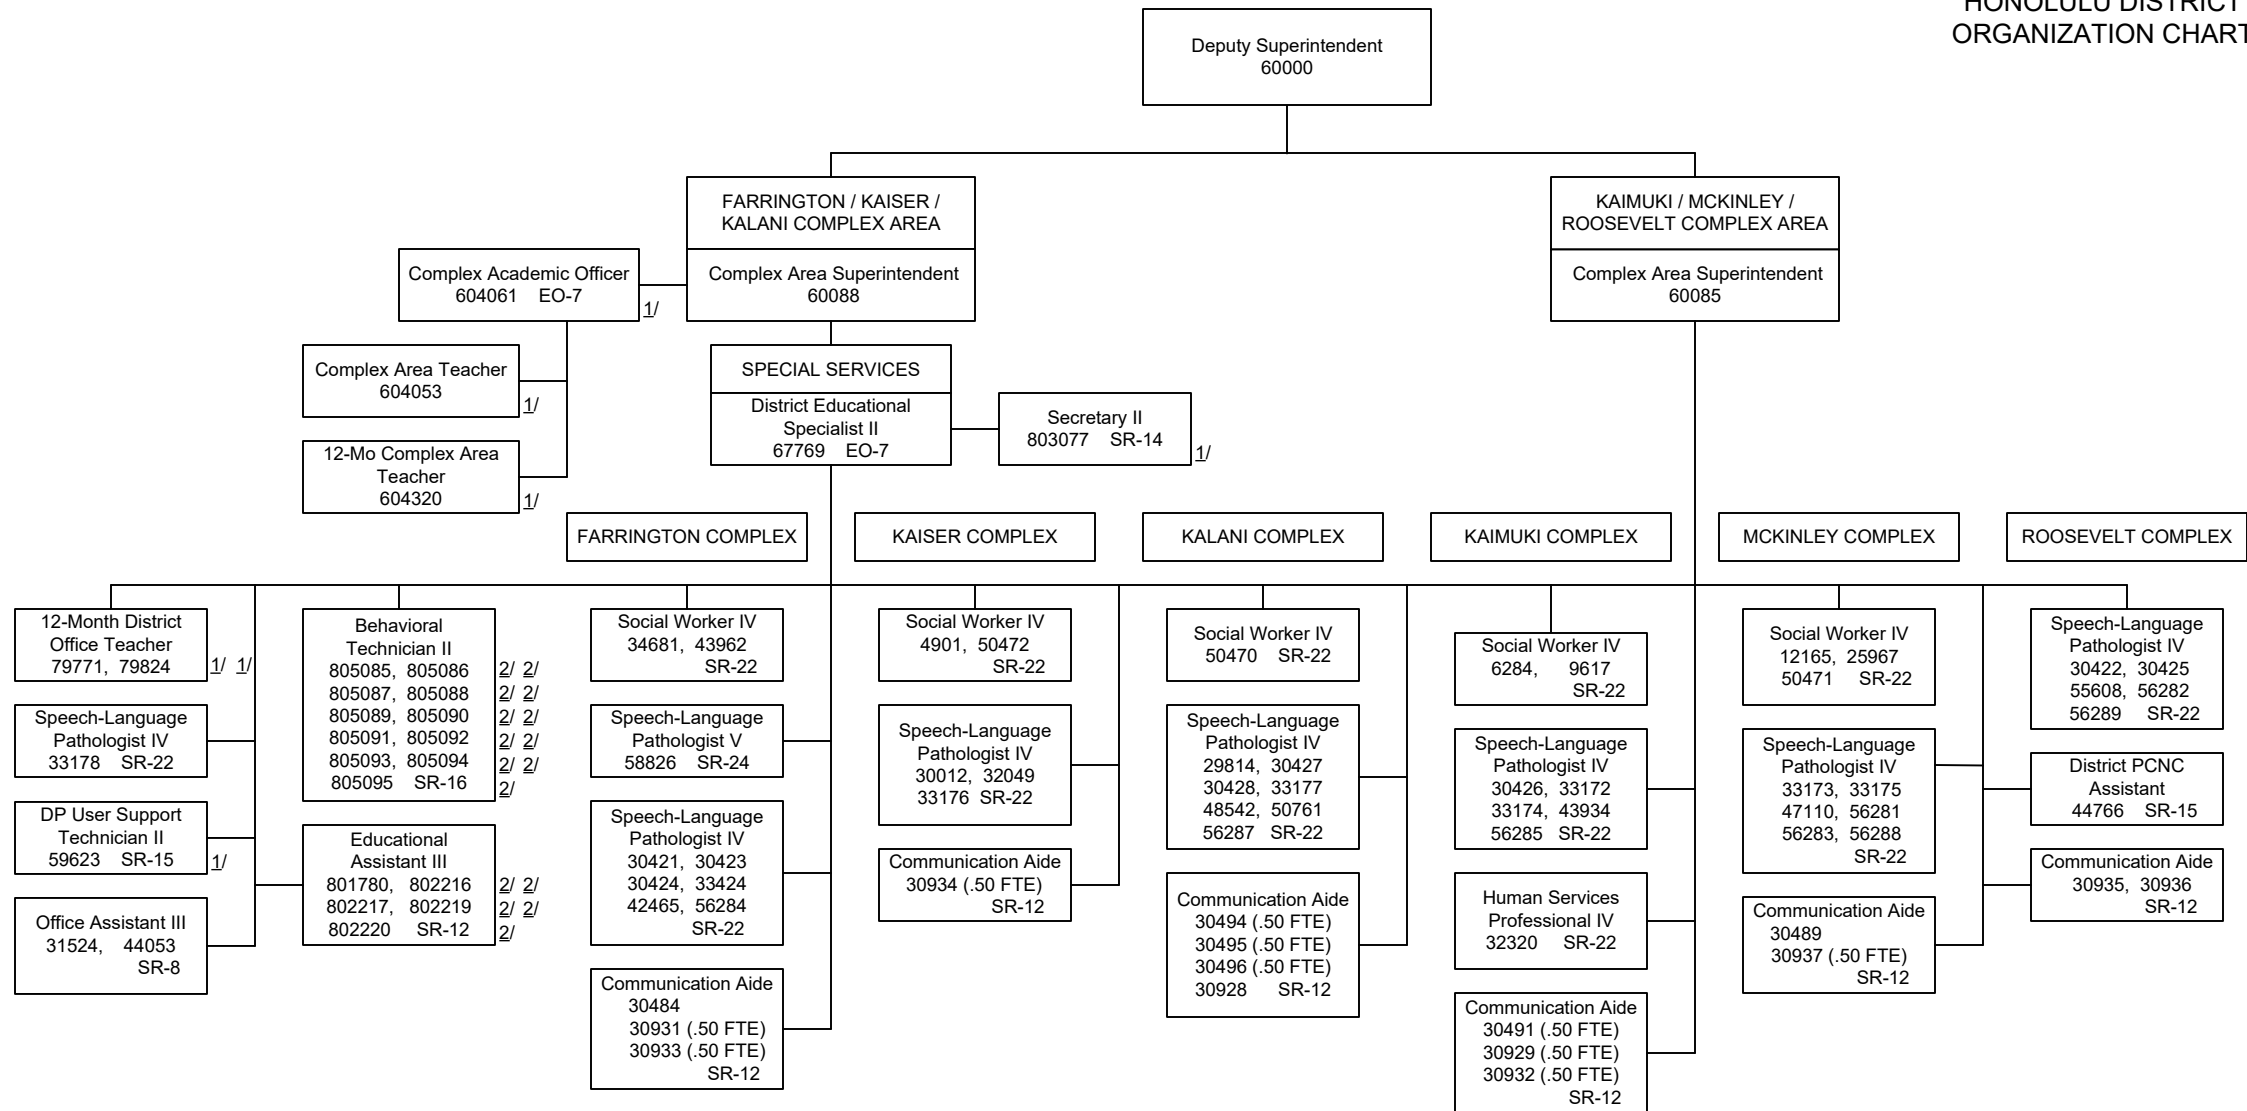 HONOLULU DISTRICT
ORGANIZATION CHART
Deputy Superintendent
60000
FARRINGTON / KAISER /
KALANI COMPLEX AREA
Complex Area Superintendent
60088
KAIMUKI / MCKINLEY /
ROOSEVELT COMPLEX AREA
Complex Area Superintendent
60085
Complex Academic Officer
604061 EO-7
1/
Complex Area Teacher
604053
1/
12-Mo Complex Area
Teacher
604320
1/
SPECIAL SERVICES
District Educational
Specialist II
67769 EO-7
Secretary II
803077 SR-14
1/
FARRINGTON COMPLEX
KAISER COMPLEX
KALANI COMPLEX
KAIMUKI COMPLEX
MCKINLEY COMPLEX
ROOSEVELT COMPLEX
12-Month District
Office Teacher
79771, 79824
1/ 1/
Speech-Language
Pathologist IV
33178 SR-22
DP User Support
Technician II
59623 SR-15
1/
Office Assistant III
31524, 44053
SR-8
Behavioral
Technician II
805085, 805086 2/ 2/
805087, 805088 2/ 2/
805089, 805090 2/ 2/
805091, 805092 2/ 2/
805093, 805094 2/ 2/
805095 SR-16 2/
Educational
Assistant III
801780, 802216 2/ 2/
802217, 802219 2/ 2/
802220 SR-12 2/
Social Worker IV
34681, 43962
SR-22
Speech-Language
Pathologist V
58826 SR-24
Speech-Language
Pathologist IV
30421, 30423
30424, 33424
42465, 56284
SR-22
Communication Aide
30484
30931 (.50 FTE)
30933 (.50 FTE)
SR-12
Social Worker IV
4901, 50472
SR-22
Speech-Language
Pathologist IV
30012, 32049
33176 SR-22
Communication Aide
30934 (.50 FTE)
SR-12
Social Worker IV
50470 SR-22
Speech-Language
Pathologist IV
29814, 30427
30428, 33177
48542, 50761
56287 SR-22
Communication Aide
30494 (.50 FTE)
30495 (.50 FTE)
30496 (.50 FTE)
30928 SR-12
Social Worker IV
6284, 9617
SR-22
Speech-Language
Pathologist IV
30426, 33172
33174, 43934
56285 SR-22
Human Services
Professional IV
32320 SR-22
Communication Aide
30491 (.50 FTE)
30929 (.50 FTE)
30932 (.50 FTE)
SR-12
Social Worker IV
12165, 25967
50471 SR-22
Speech-Language
Pathologist IV
33173, 33175
47110, 56281
56283, 56288
SR-22
Communication Aide
30489
30937 (.50 FTE)
SR-12
Speech-Language
Pathologist IV
30422, 30425
55608, 56282
56289 SR-22
District PCNC
Assistant
44766 SR-15
Communication Aide
30935, 30936
SR-12